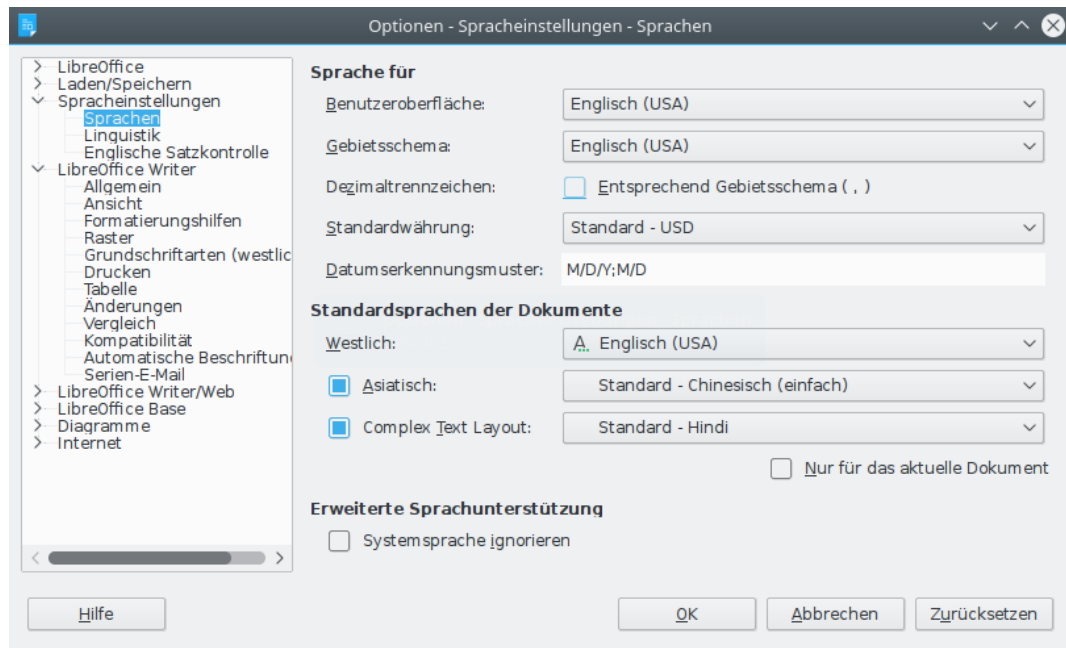 Optionen - Spracheinstellungen - Sprachen
LibreOffice
Laden/Speichern
Spracheinstellungen
Sprachen
Linguistik
Englische Satzkontrolle
LibreOffice Writer
Allgemein
Ansicht
Formatierungshilfen
Raster
Grundschriftarten (westlic
Drucken
Tabelle
Änderungen
Vergleich
Kompatibilität
Automatische Beschriftun
Serien-E-Mail
LibreOffice Writer/Web
LibreOffice Base
Diagramme
Internet
Sprache für
Benutzeroberfläche: Englisch (USA)
Gebietsschema: Englisch (USA)
Dezimaltrennzeichen: Entsprechend Gebietsschema ( , )
Standardwährung: Standard - USD
Datumserkennungsmuster: M/D/Y;M/D
Standardsprachen der Dokumente
Westlich: A Englisch (USA)
Asiatisch: Standard - Chinesisch (einfach)
Complex Text Layout: Standard - Hindi
Nur für das aktuelle Dokument
Erweiterte Sprachunterstützung
Systemsprache ignorieren
Hilfe OK Abbrechen Zurücksetzen